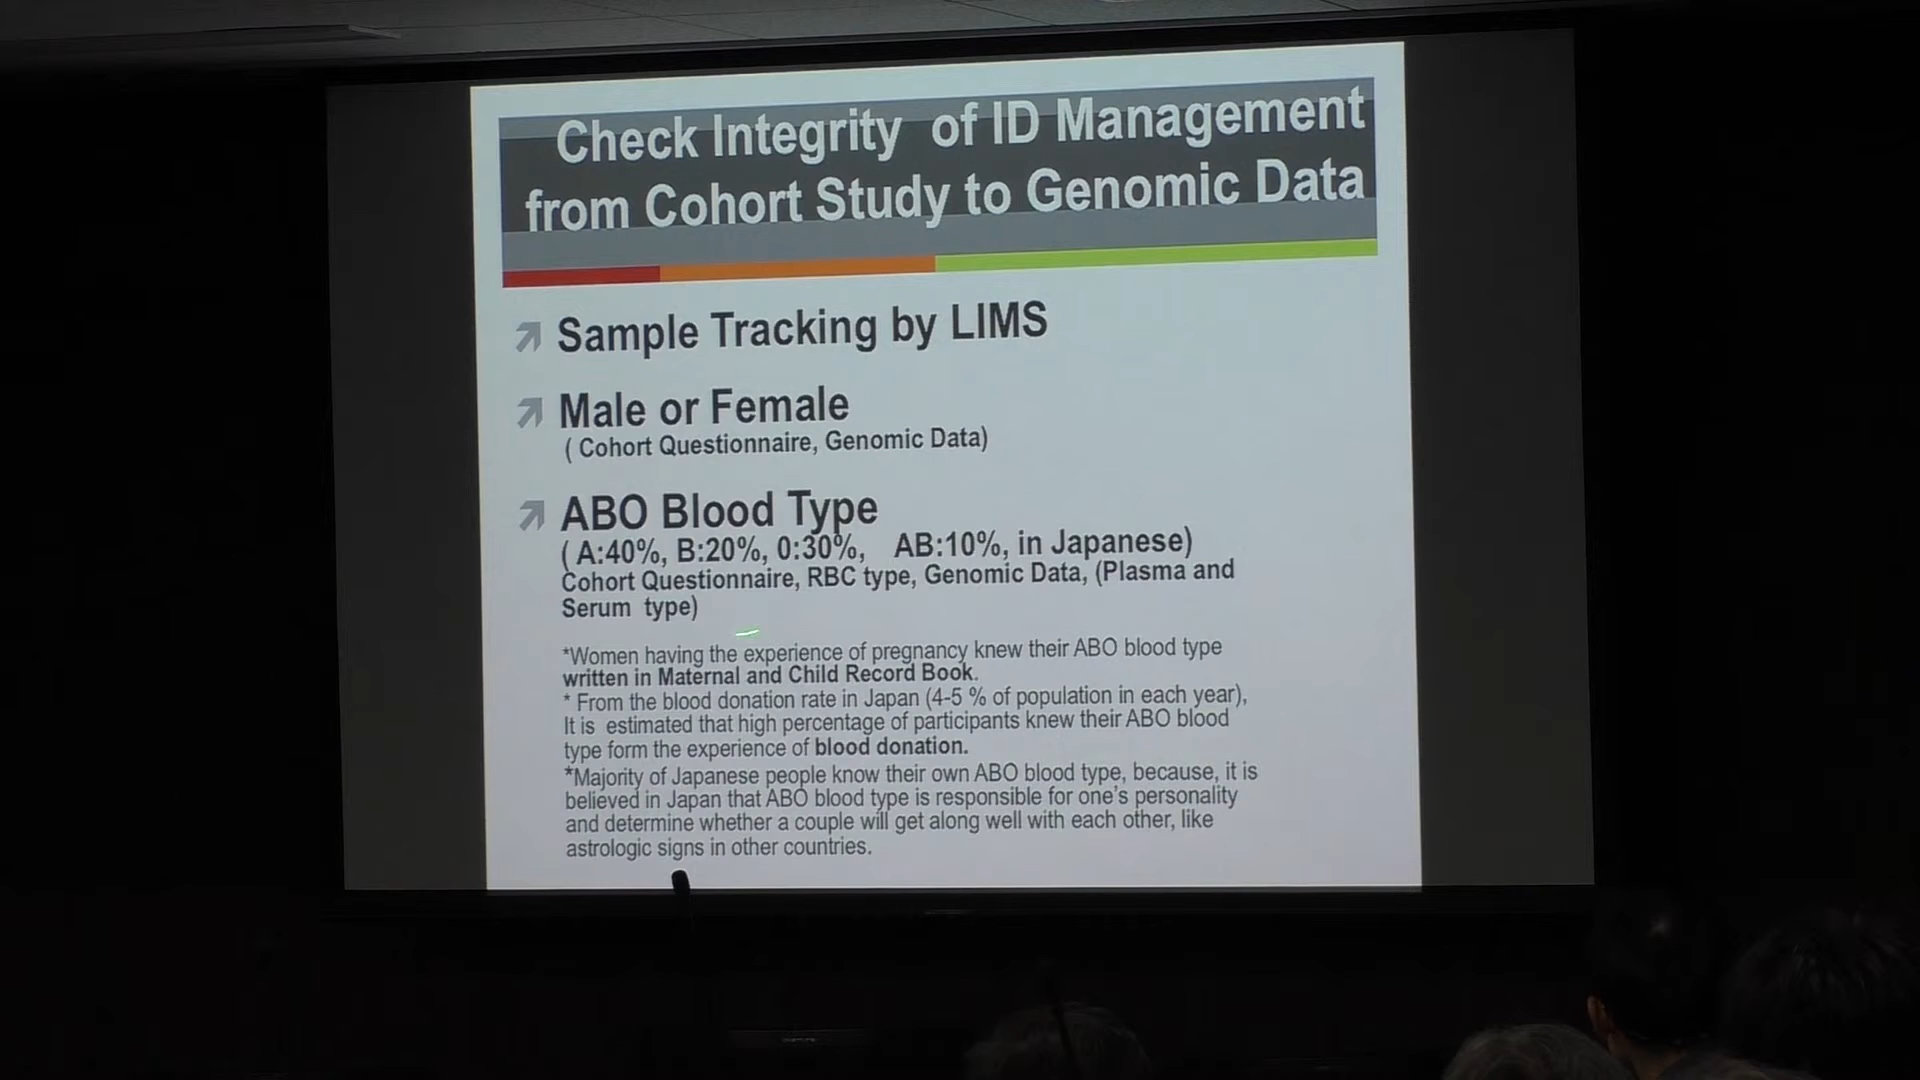 Check Integrity of ID Management
from Cohort Study to Genomic Data
Sample Tracking by LIMS
Male or Female
( Cohort Questionnaire, Genomic Data)
ABO Blood Type
( A:40%, B:20%, 0:30%, AB:10%, in Japanese)
Cohort Questionnaire, RBC type, Genomic Data, (Plasma and
Serum type)
*Women having the experience of pregnancy knew their ABO blood type
written in Maternal and Child Record Book.
* From the blood donation rate in Japan (4-5 % of population in each year),
It is estimated that high percentage of participants knew their ABO blood
type form the experience of blood donation.
*Majority of Japanese people know their own ABO blood type, because, it is
believed in Japan that ABO blood type is responsible for one's personality
and determine whether a couple will get along well with each other, like
astrologic signs in other countries.